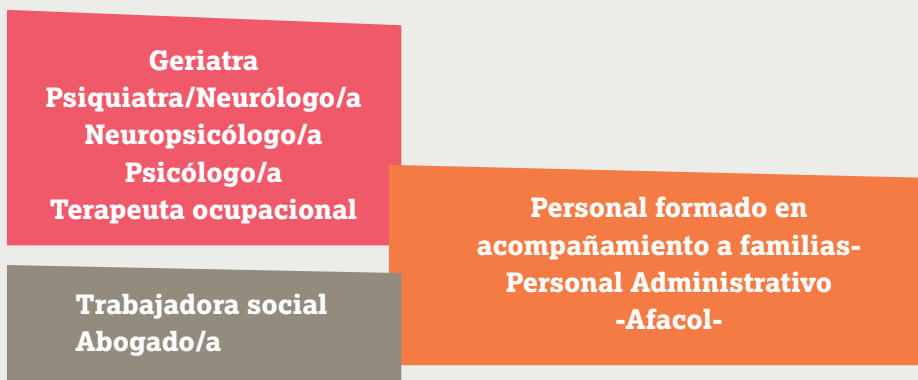 Geriatra
Psiquiatra/Neurólogo/a
Neuropsicólogo/a
Psicólogo/a
Terapeuta ocupacional
Personal formado en
acompañamiento a familias-
Personal Administrativo
-Afacol-
Trabajadora social
Abogado/a